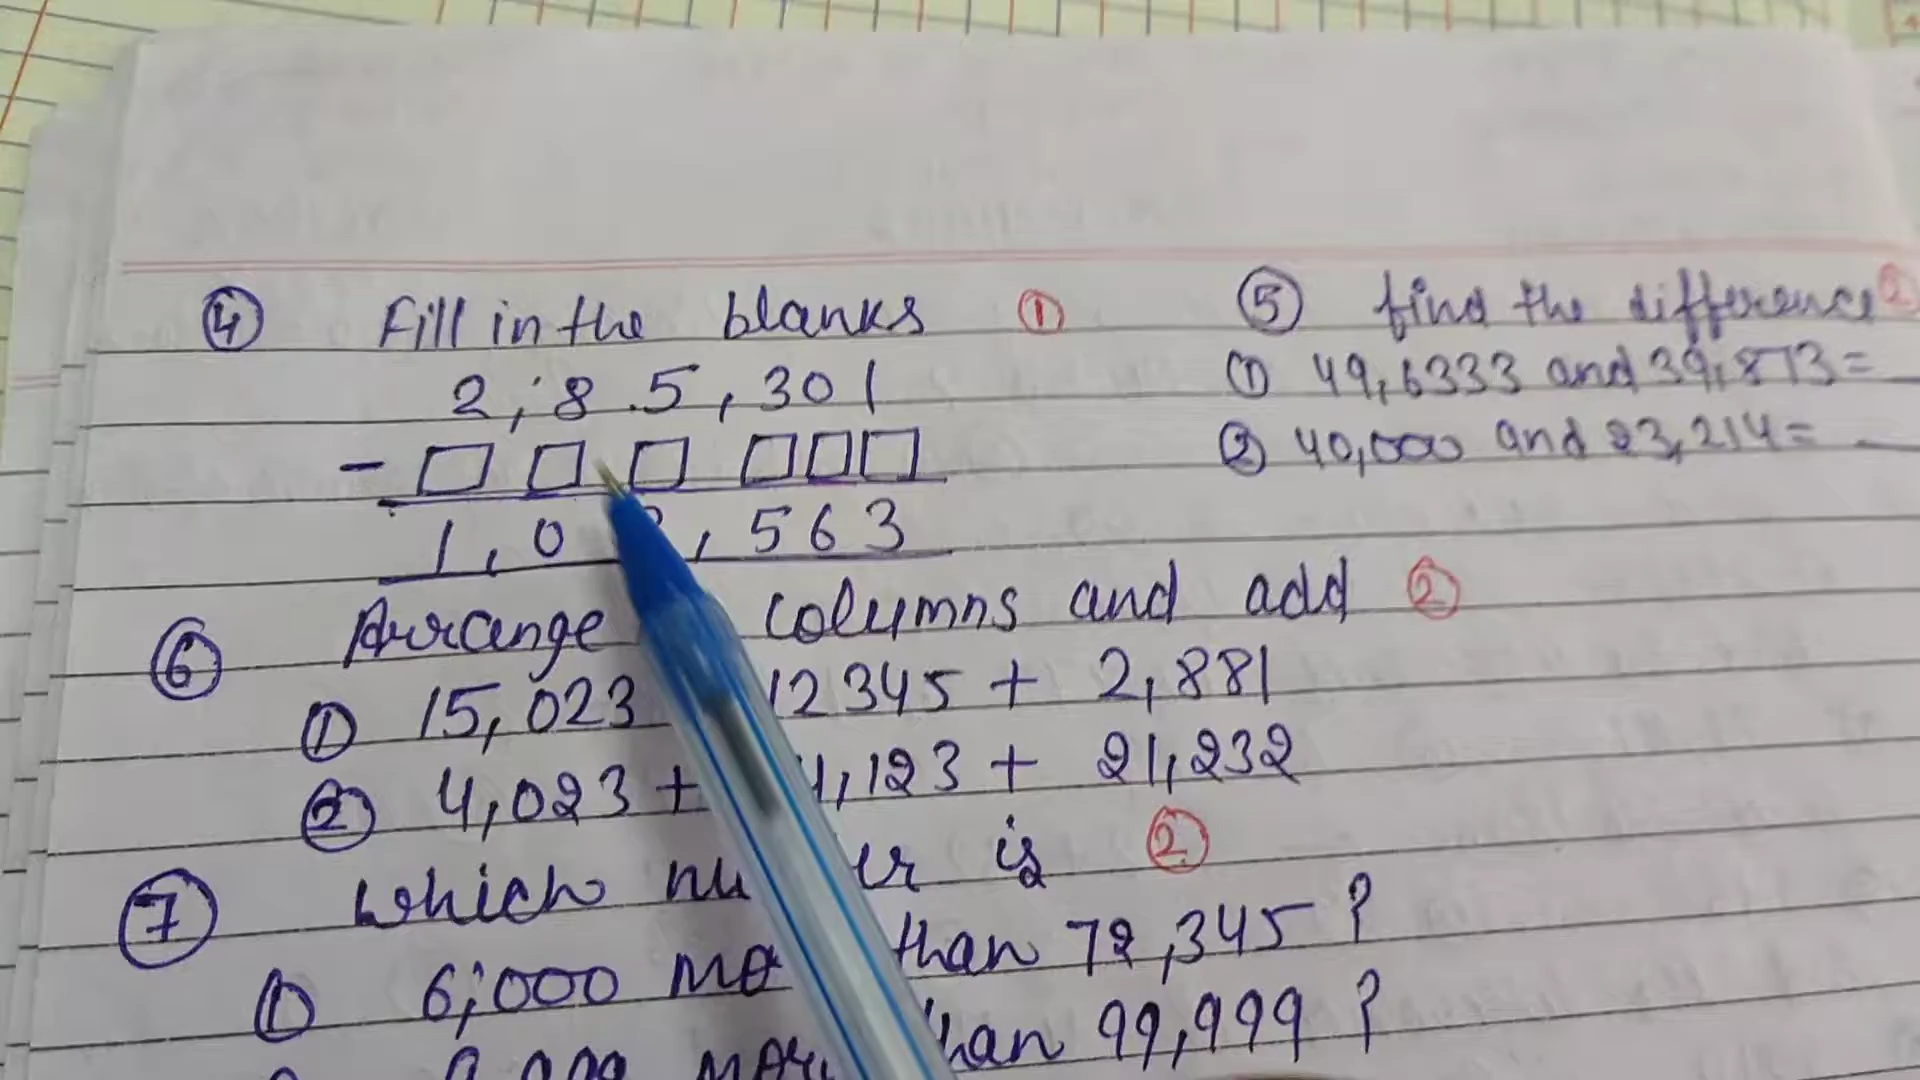 ④ Fill in the blanks ①
2,8 5,301
- □ □ □ □□□
1,0 ,563
⑤ find the difference 2
① 49,6333 and 39,873=
② 40,000 and 23,214=
⑥ Arrange columns and add ②
① 15,023 12345 + 2,881
② 4,023 + ,123 + 21,232
⑦ which is ②
① 6,000 than 72,345 ?
than 99,999 ?